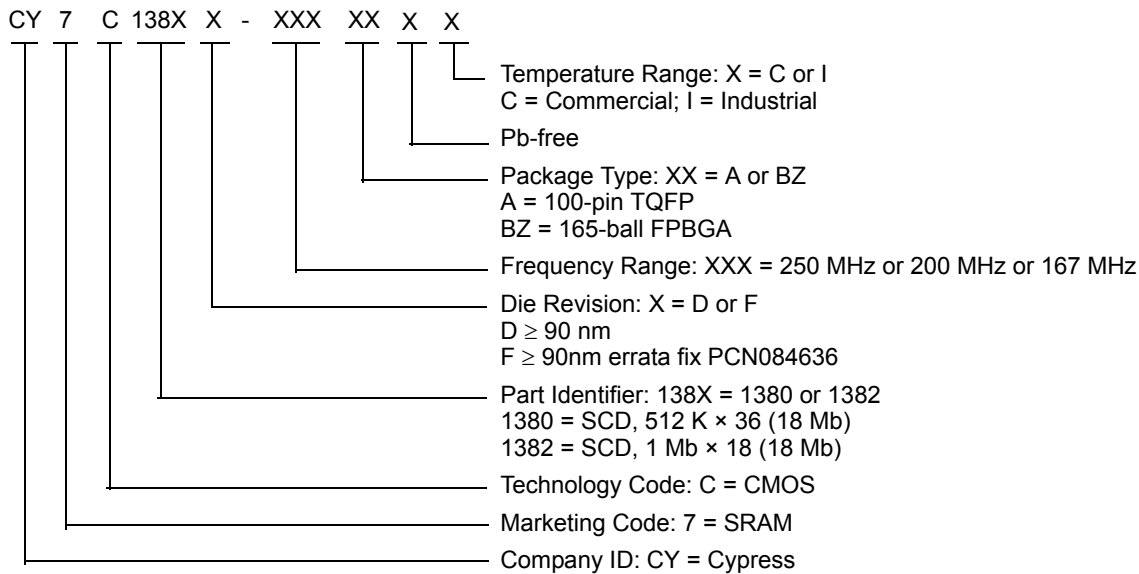 CY 7 C 138X X - XXX XX X X
Temperature Range: X = C or I
C = Commercial; I = Industrial
Pb-free
Package Type: XX = A or BZ
A = 100-pin TQFP
BZ = 165-ball FPBGA
Frequency Range: XXX = 250 MHz or 200 MHz or 167 MHz
Die Revision: X = D or F
D ≥ 90 nm
F ≥ 90nm errata fix PCN084636
Part Identifier: 138X = 1380 or 1382
1380 = SCD, 512 K × 36 (18 Mb)
1382 = SCD, 1 Mb × 18 (18 Mb)
Technology Code: C = CMOS
Marketing Code: 7 = SRAM
Company ID: CY = Cypress